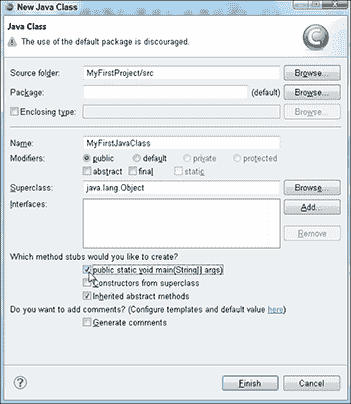 New Java Class
Java Class
The use of the default package is discouraged.
Source folder: MyFirstProject/src Browse...
Package: (default) Browse...
Enclosing type: Browse...
Name: MyFirstJavaClass
Modifiers: public default private protected
abstract final static
Superclass: java.lang.Object Browse...
Interfaces: Add...
Remove
Which method stubs would you like to create?
public static void main(String[] args)
Constructors from superclass
Inherited abstract methods
Do you want to add comments? (Configure templates and default value here)
Generate comments
? Finish Cancel